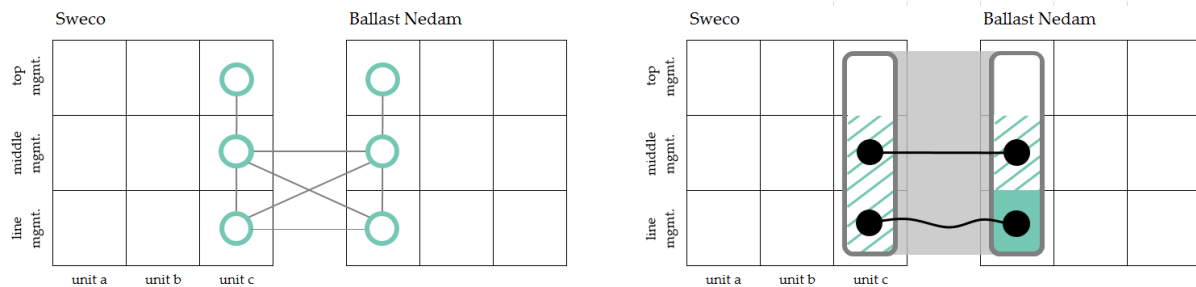 Sweco
Ballast Nedam
top
mgmt.
middle
mgmt.
line
mgmt.
unit a
unit b
unit c
Sweco
Ballast Nedam
top
mgmt.
middle
mgmt.
line
mgmt.
unit a
unit b
unit c